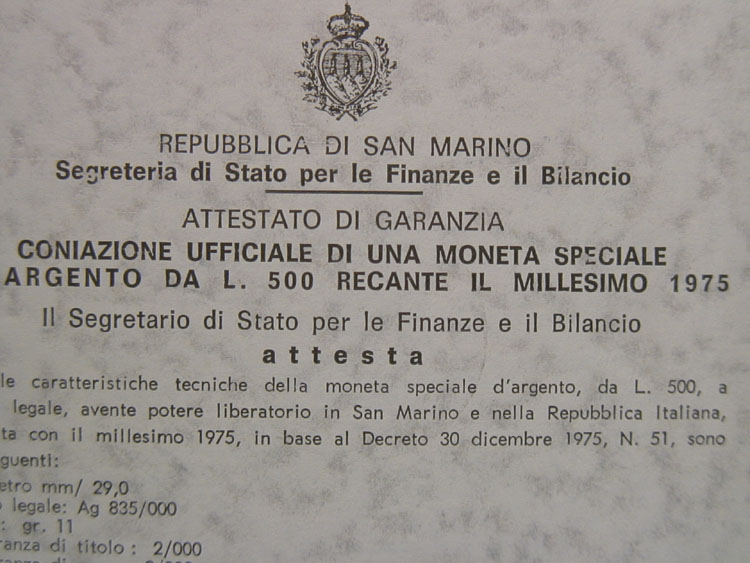 REPUBBLICA DI SAN MARINO
Segreteria di Stato per le Finanze e il Bilancio
ATTESTATO DI GARANZIA
CONIAZIONE UFFICIALE DI UNA MONETA SPECIALE
ARGENTO DA L. 500 RECANTE IL MILLESIMO 1975
Il Segretario di Stato per le Finanze e il Bilancio
attesta
le caratteristiche tecniche della moneta speciale d'argento, da L. 500, a
legale, avente potere liberatorio in San Marino e nella Repubblica Italiana,
ta con il millesimo 1975, in base al Decreto 30 dicembre 1975, N. 51, sono
guenti:
etro mm/ 29,0
o legale: Ag 835/000
: gr. 11
ranza di titolo : 2/000